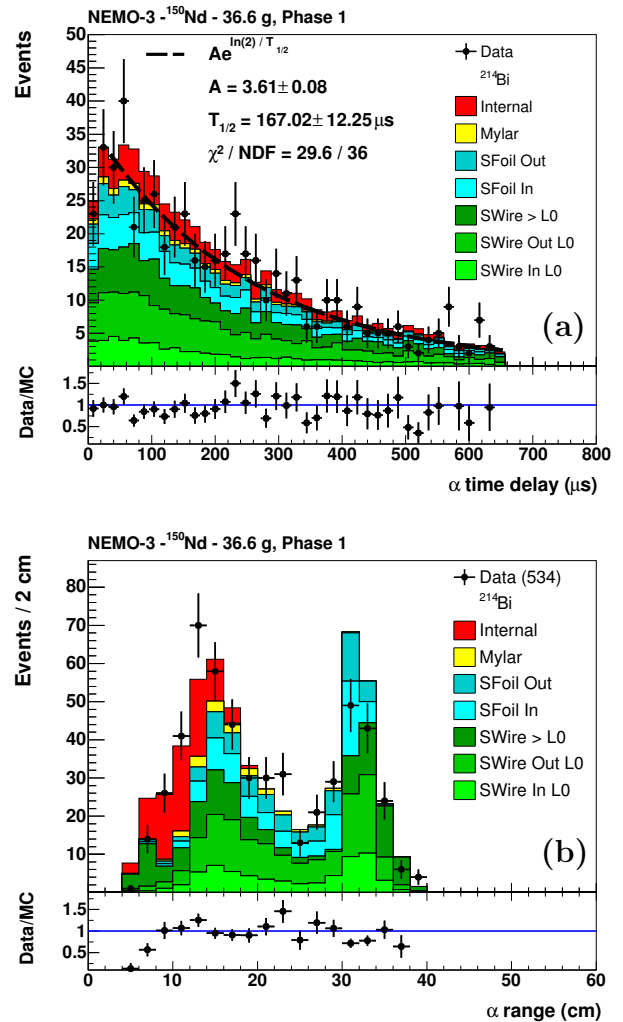 NEMO-3 - ¹⁵⁰Nd - 36.6 g, Phase 1
Events
50
45
40
35
30
25
20
15
10
5
Ae^ln(2) / T_1/2
A = 3.61± 0.08
T_1/2 = 167.02± 12.25 μs
χ² / NDF = 29.6 / 36
Data
²¹⁴Bi
Internal
Mylar
SFoil Out
SFoil In
SWire > L0
SWire Out L0
SWire In L0
(a)
Data/MC
1.5
1
0.5
0 100 200 300 400 500 600 700 800
α time delay (μs)
NEMO-3 - ¹⁵⁰Nd - 36.6 g, Phase 1
Events / 2 cm
80
70
60
50
40
30
20
10
Data (534)
²¹⁴Bi
Internal
Mylar
SFoil Out
SFoil In
SWire > L0
SWire Out L0
SWire In L0
(b)
Data/MC
1.5
1
0.5
0 10 20 30 40 50 60
α range (cm)